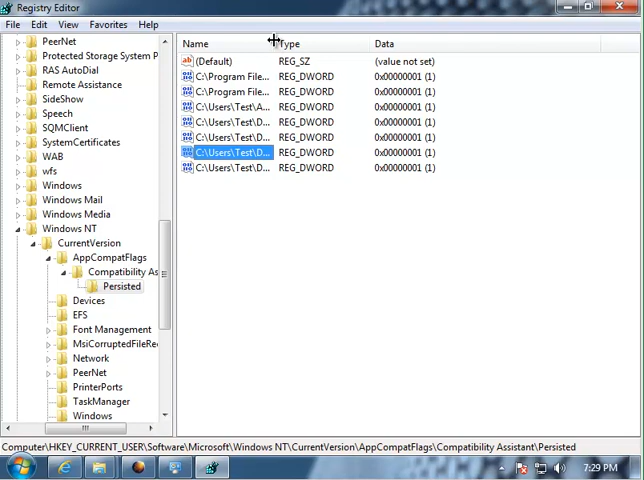 Registry Editor
File Edit View Favorites Help
PeerNet
Protected Storage System P
RAS AutoDial
Remote Assistance
SideShow
Speech
SQMClient
SystemCertificates
WAB
wfs
Windows
Windows Mail
Windows Media
Windows NT
CurrentVersion
AppCompatFlags
Compatibility As
Persisted
Devices
EFS
Font Management
MsiCorruptedFileRec
Network
PeerNet
PrinterPorts
TaskManager
Windows
Name Type Data
(Default) REG_SZ (value not set)
C:\Program File... REG_DWORD 0x00000001 (1)
C:\Program File... REG_DWORD 0x00000001 (1)
C:\Users\Test\A... REG_DWORD 0x00000001 (1)
C:\Users\Test\D... REG_DWORD 0x00000001 (1)
C:\Users\Test\D... REG_DWORD 0x00000001 (1)
C:\Users\Test\D... REG_DWORD 0x00000001 (1)
C:\Users\Test\D... REG_DWORD 0x00000001 (1)
Computer\HKEY_CURRENT_USER\Software\Microsoft\Windows NT\CurrentVersion\AppCompatFlags\Compatibility Assistant\Persisted
7:29 PM